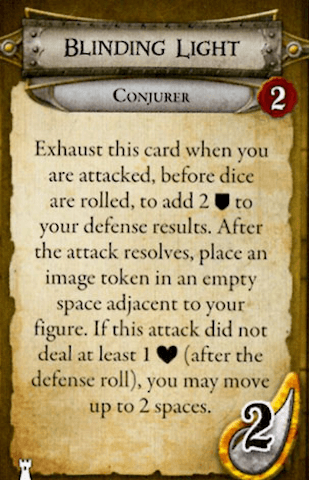 BLINDING LIGHT
CONJURER
2
Exhaust this card when you
are attacked, before dice
are rolled, to add 2 to
your defense results. After
the attack resolves, place an
image token in an empty
space adjacent to your
figure. If this attack did not
deal at least 1 (after the
defense roll), you may move
up to 2 spaces.
2